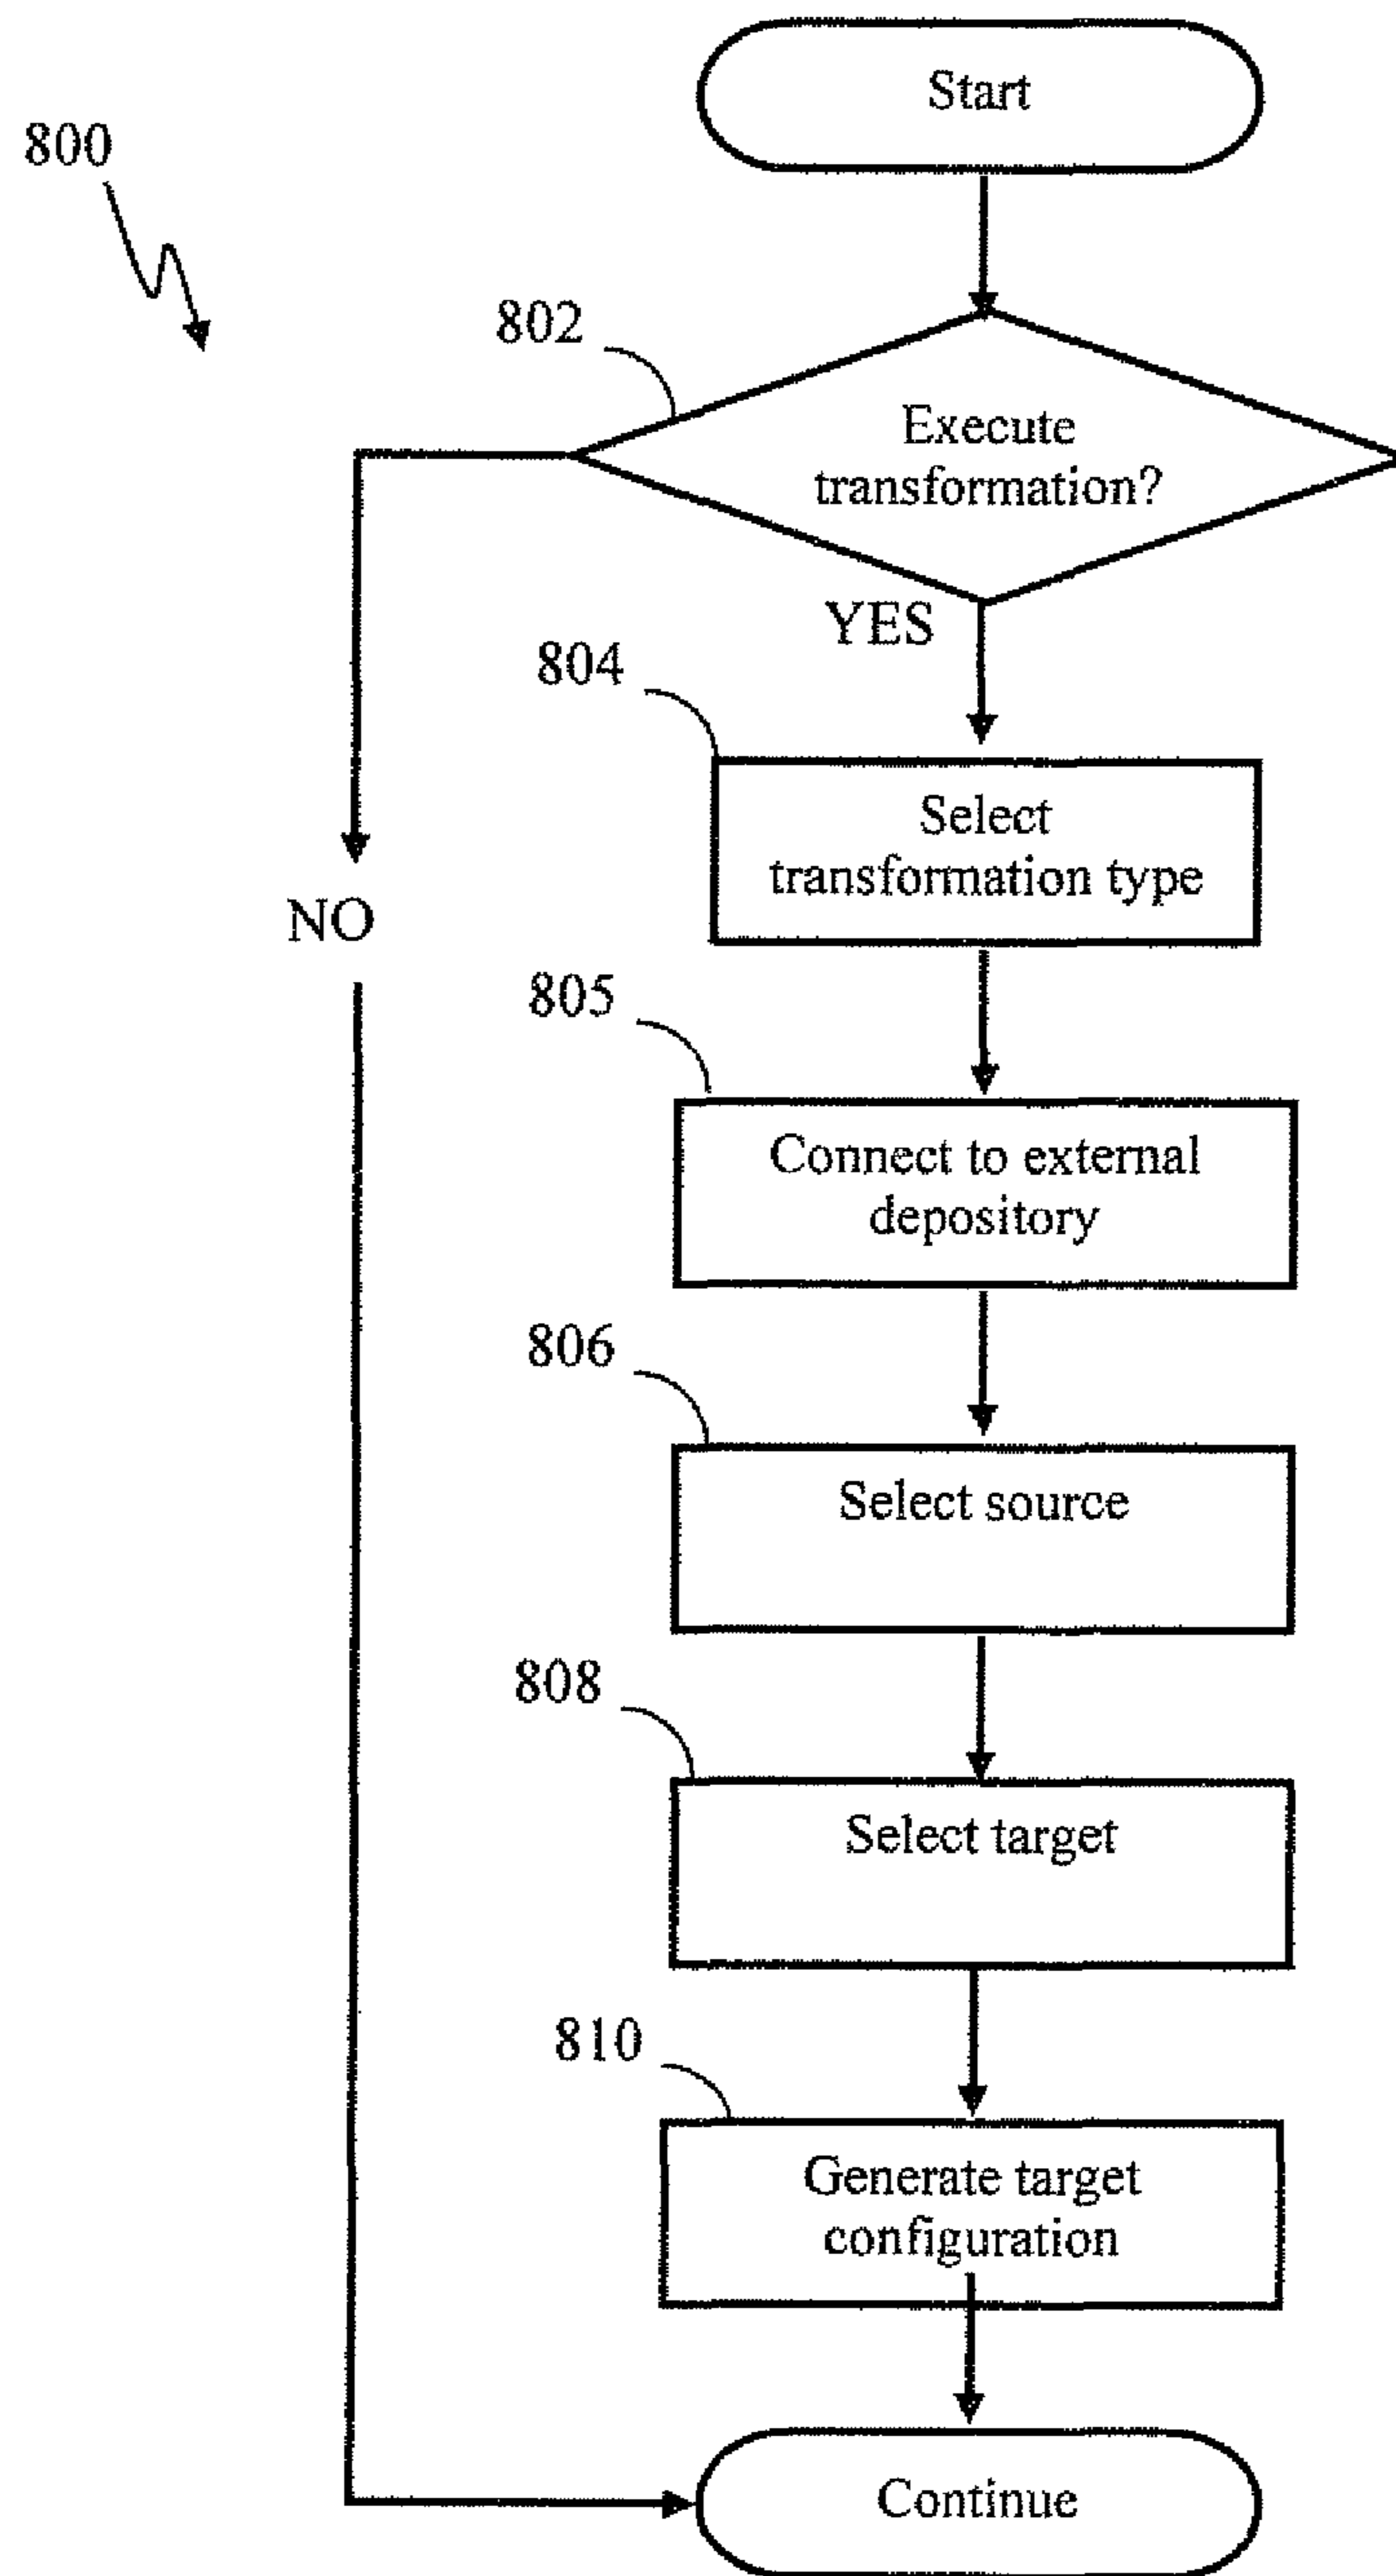 Start
800
802
Execute
transformation?
YES
804
Select
transformation type
NO
805
Connect to external
depository
806
Select source
808
Select target
810
Generate target
configuration
Continue